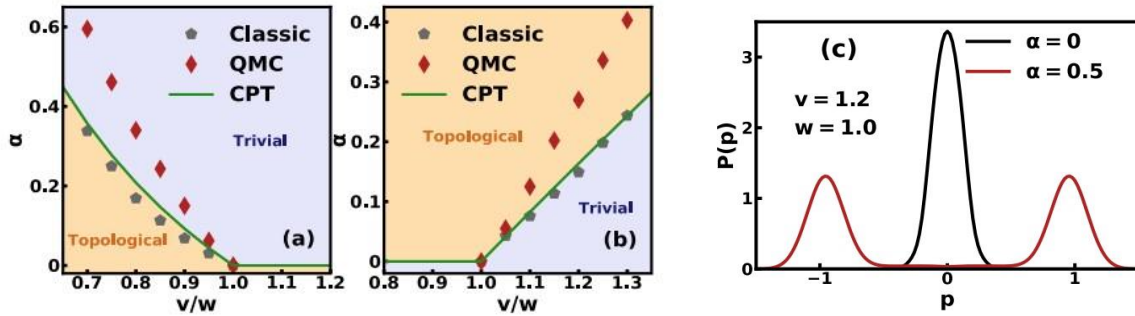 0.6
0.4
0.2
0
α
Classic
QMC
CPT
Trivial
Topological
(a)
0.7 0.8 0.9 1.0 1.1 1.2
v/w
0.4
0.3
0.2
0.1
0
α
Classic
QMC
CPT
Topological
Trivial
(b)
0.8 0.9 1.0 1.1 1.2 1.3
v/w
3
2
1
0
P(p)
(c)
α = 0
α = 0.5
v = 1.2
w = 1.0
−1 0 1
p